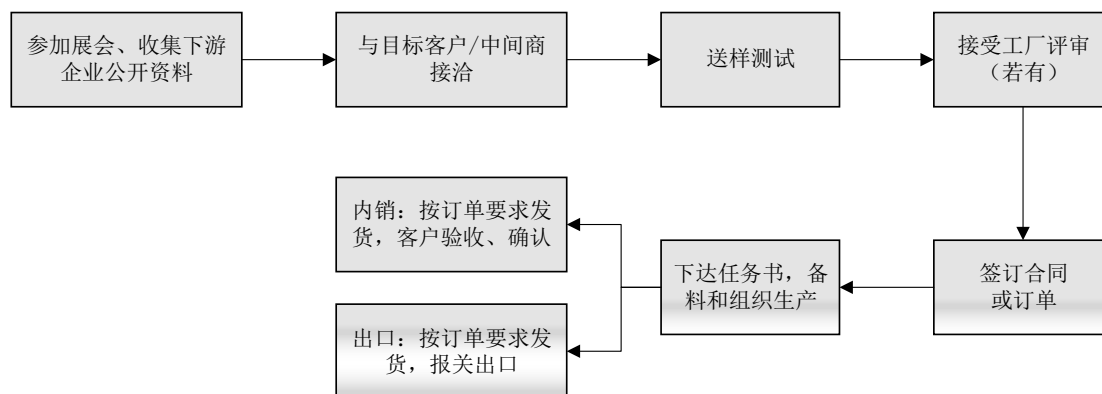 参加展会、收集下游
企业公开资料
与目标客户/中间商
接洽
送样测试
接受工厂评审
（若有）
签订合同
或订单
下达任务书，备
料和组织生产
内销：按订单要求发
货，客户验收、确认
出口：按订单要求发
货，报关出口